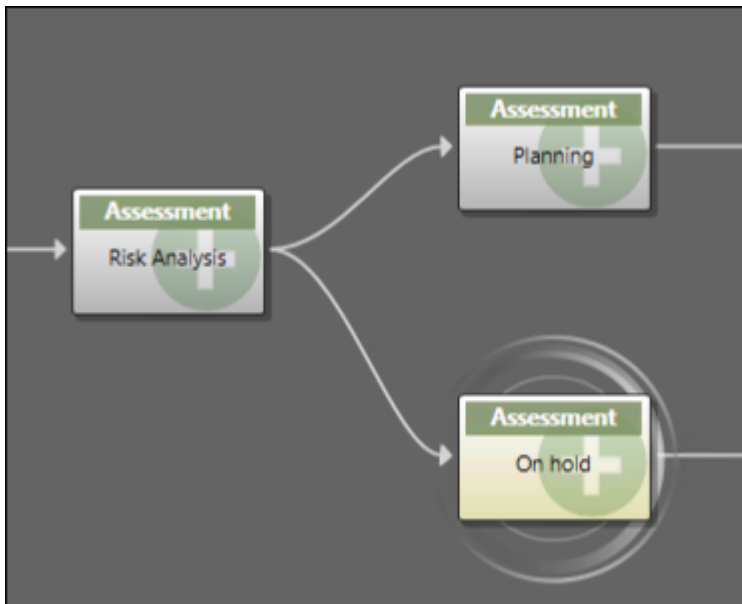 Assessment
Planning
Assessment
Risk Analysis
Assessment
On hold